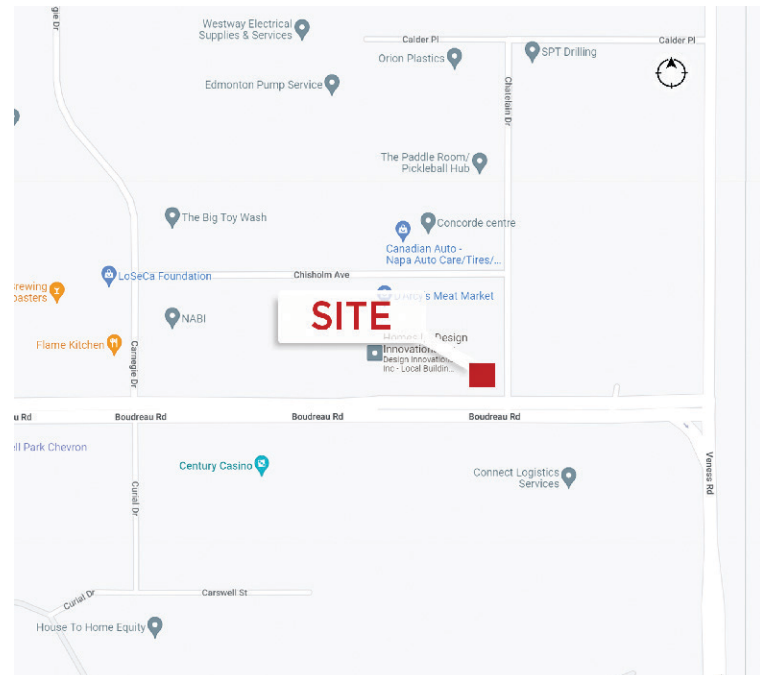 gie Dr
Westway Electrical
Supplies & Services
Calder Pl
Calder Pl
Orion Plastics
SPT Drilling
Edmonton Pump Service
Chatelain Dr
The Paddle Room/
Pickleball Hub
The Big Toy Wash
Concorde centre
Canadian Auto -
Napa Auto Care/Tires/...
LoSeCa Foundation
Chisholm Ave
rewing
oasters
Meat Market
NABI
SITE
Flame Kitchen
Carnegie Dr
Design
Innovation
Design Innovation
Inc - Local Buildin...
u Rd
Boudreau Rd
Boudreau Rd
Boudreau Rd
ll Park Chevron
Century Casino
Connect Logistics
Services
Veness Rd
Curial Dr
Curial Dr
Carswell St
House To Home Equity